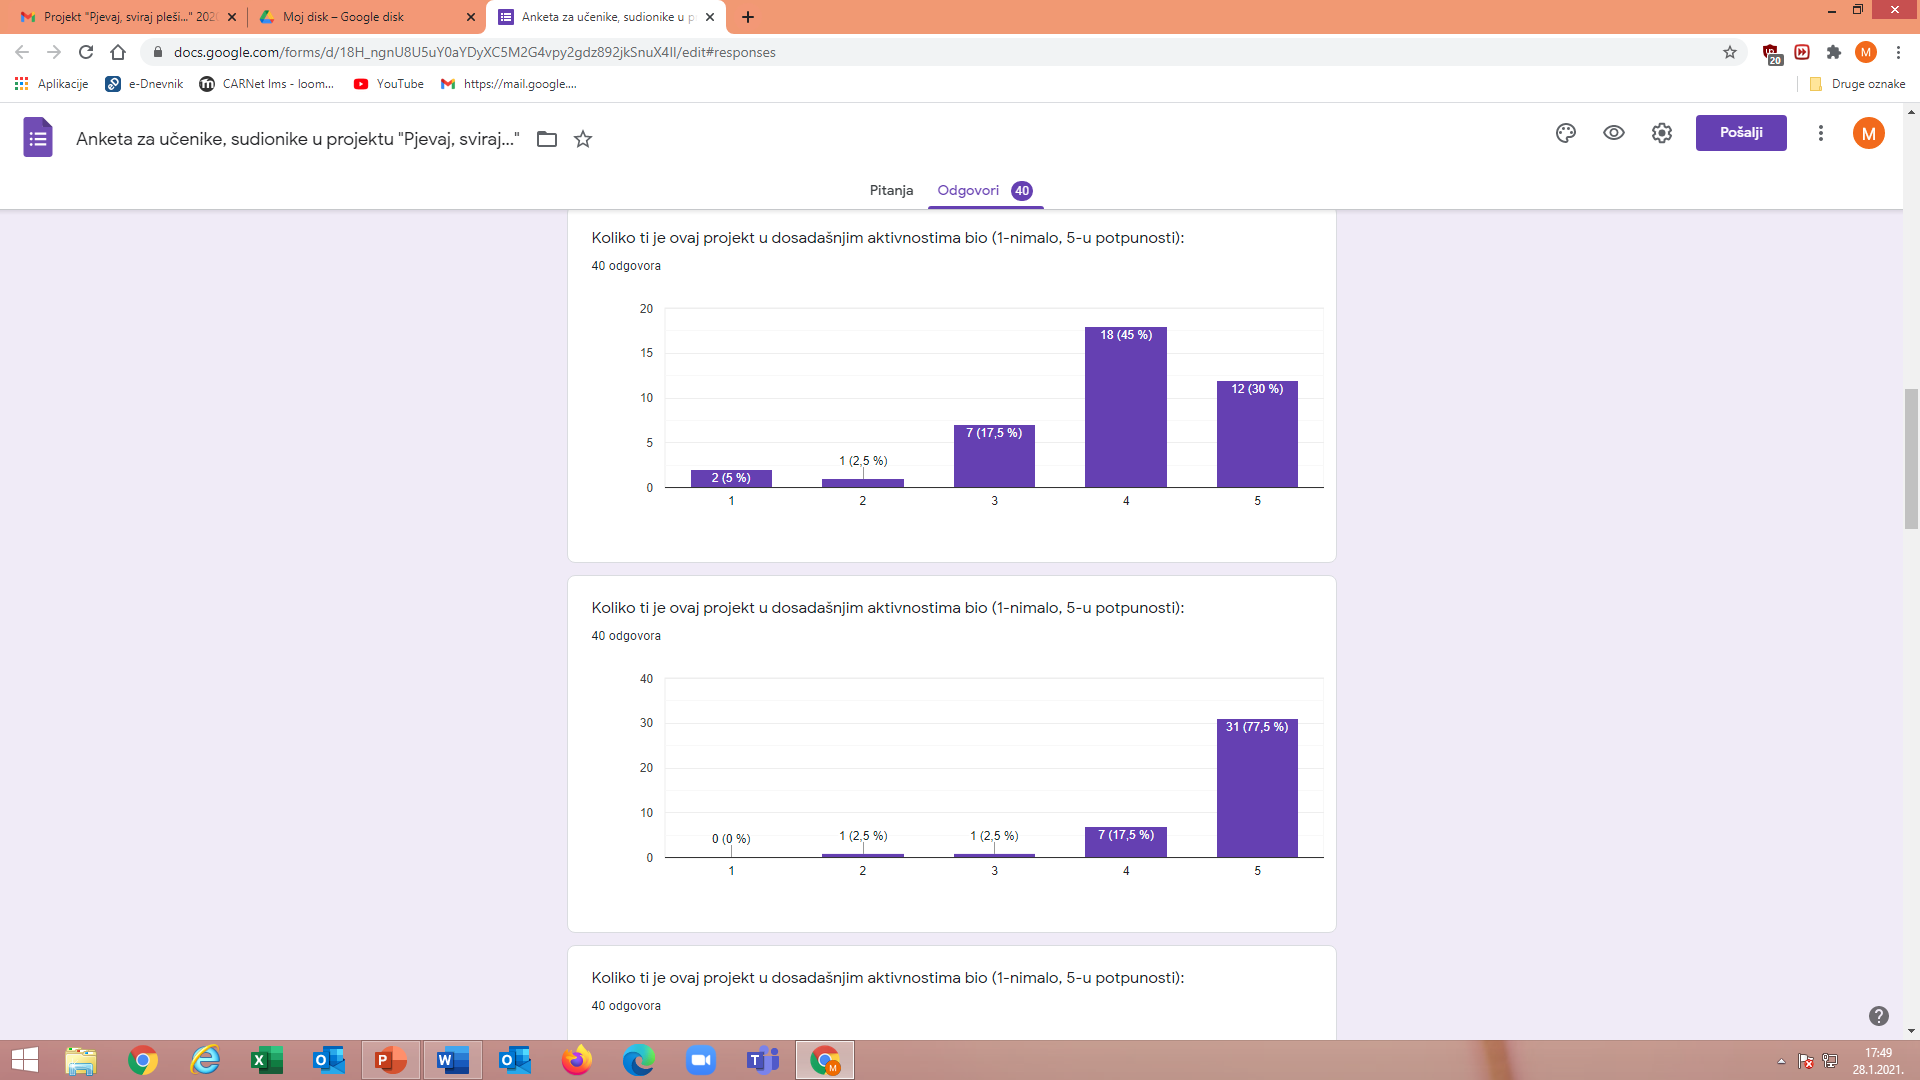 Projekt "Pjevaj, sviraj pleši..." 202
Moj disk – Google disk
Anketa za učenike, sudionike u p
docs.google.com/forms/d/18H_ngnU8U5uY0aYDyXC5M2G4vpy2gdz892jkSnuX4lI/edit#responses
20
M
Aplikacije
e-Dnevnik
CARNet lms - loom...
YouTube
https://mail.google....
Druge oznake
Anketa za učenike, sudionike u projektu "Pjevaj, sviraj..."
Pošalji
M
Pitanja
Odgovori 40
Koliko ti je ovaj projekt u dosadašnjim aktivnostima bio (1-nimalo, 5-u potpunosti):
40 odgovora
20
15
10
5
0
2 (5 %)
1 (2,5 %)
7 (17,5 %)
18 (45 %)
12 (30 %)
1 2 3 4 5
Koliko ti je ovaj projekt u dosadašnjim aktivnostima bio (1-nimalo, 5-u potpunosti):
40 odgovora
40
30
20
10
0
0 (0 %)
1 (2,5 %)
1 (2,5 %)
7 (17,5 %)
31 (77,5 %)
1 2 3 4 5
Koliko ti je ovaj projekt u dosadašnjim aktivnostima bio (1-nimalo, 5-u potpunosti):
40 odgovora
17:49
28.1.2021.